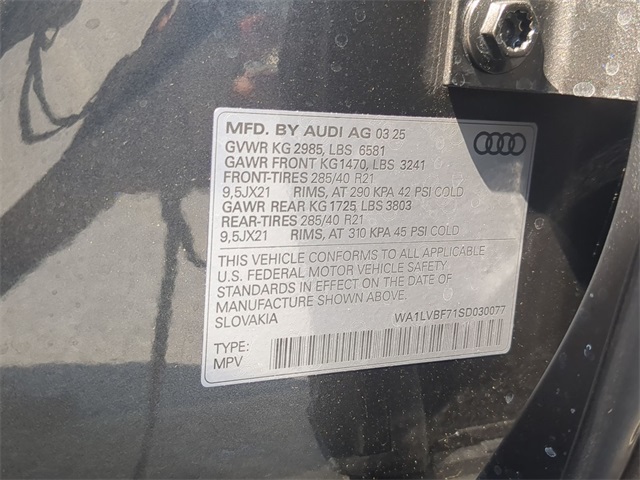 MFD. BY AUDI AG 03 25
GVWR KG 2985, LBS 6581
GAWR FRONT KG1470, LBS 3241
FRONT-TIRES 285/40 R21
9,5JX21 RIMS, AT 290 KPA 42 PSI COLD
GAWR REAR KG 1725 LBS 3803
REAR-TIRES 285/40 R21
9,5JX21 RIMS, AT 310 KPA 45 PSI COLD
THIS VEHICLE CONFORMS TO ALL APPLICABLE
U.S. FEDERAL MOTOR VEHICLE SAFETY
STANDARDS IN EFFECT ON THE DATE OF
MANUFACTURE SHOWN ABOVE.
SLOVAKIA WA1LVBF71SD030077
TYPE:
MPV